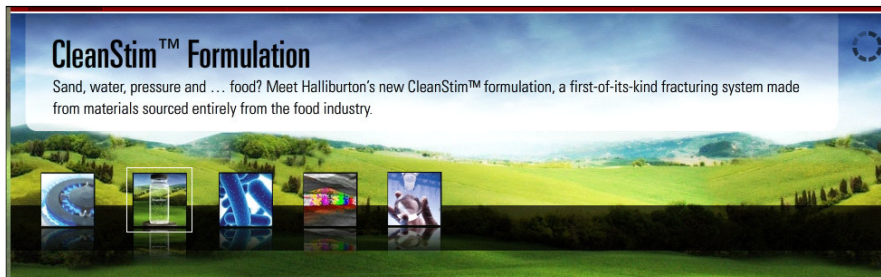 CleanStim™ Formulation
Sand, water, pressure and … food? Meet Halliburton's new CleanStim™ formulation, a first-of-its-kind fracturing system made
from materials sourced entirely from the food industry.